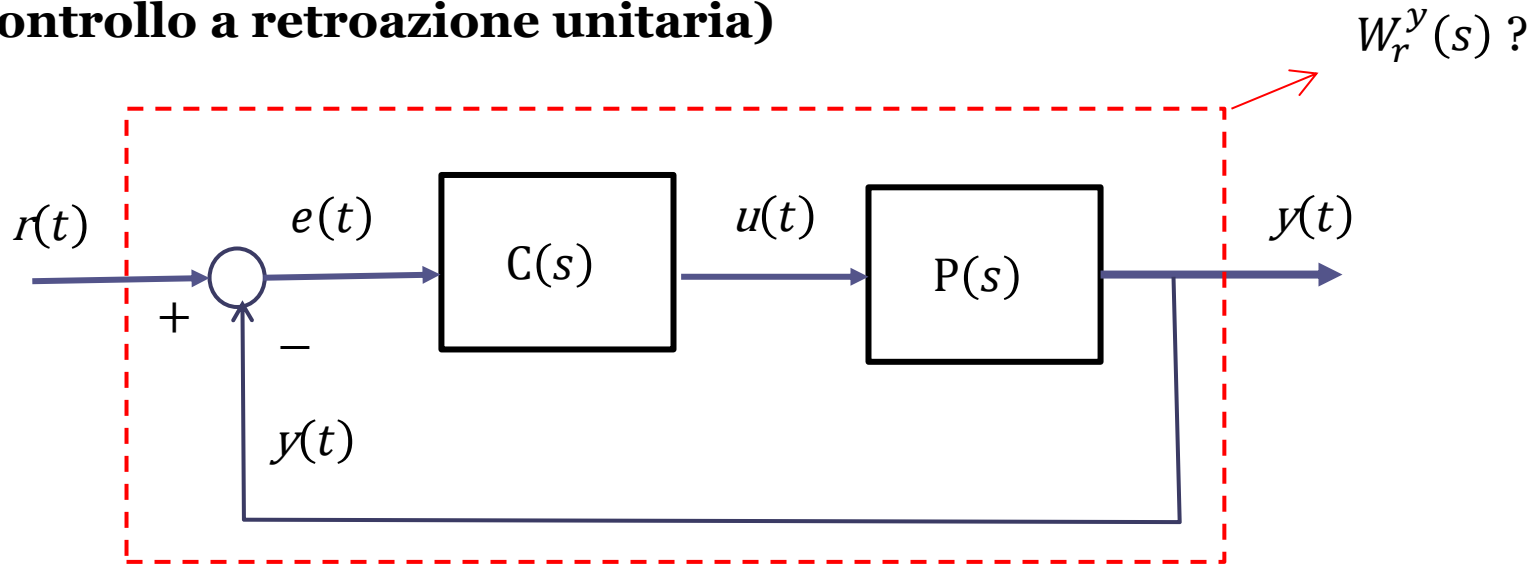 ontrollo a retroazione unitaria)
W_r^y(s) ?
r(t)
e(t)
C(s)
u(t)
P(s)
y(t)
+
−
y(t)